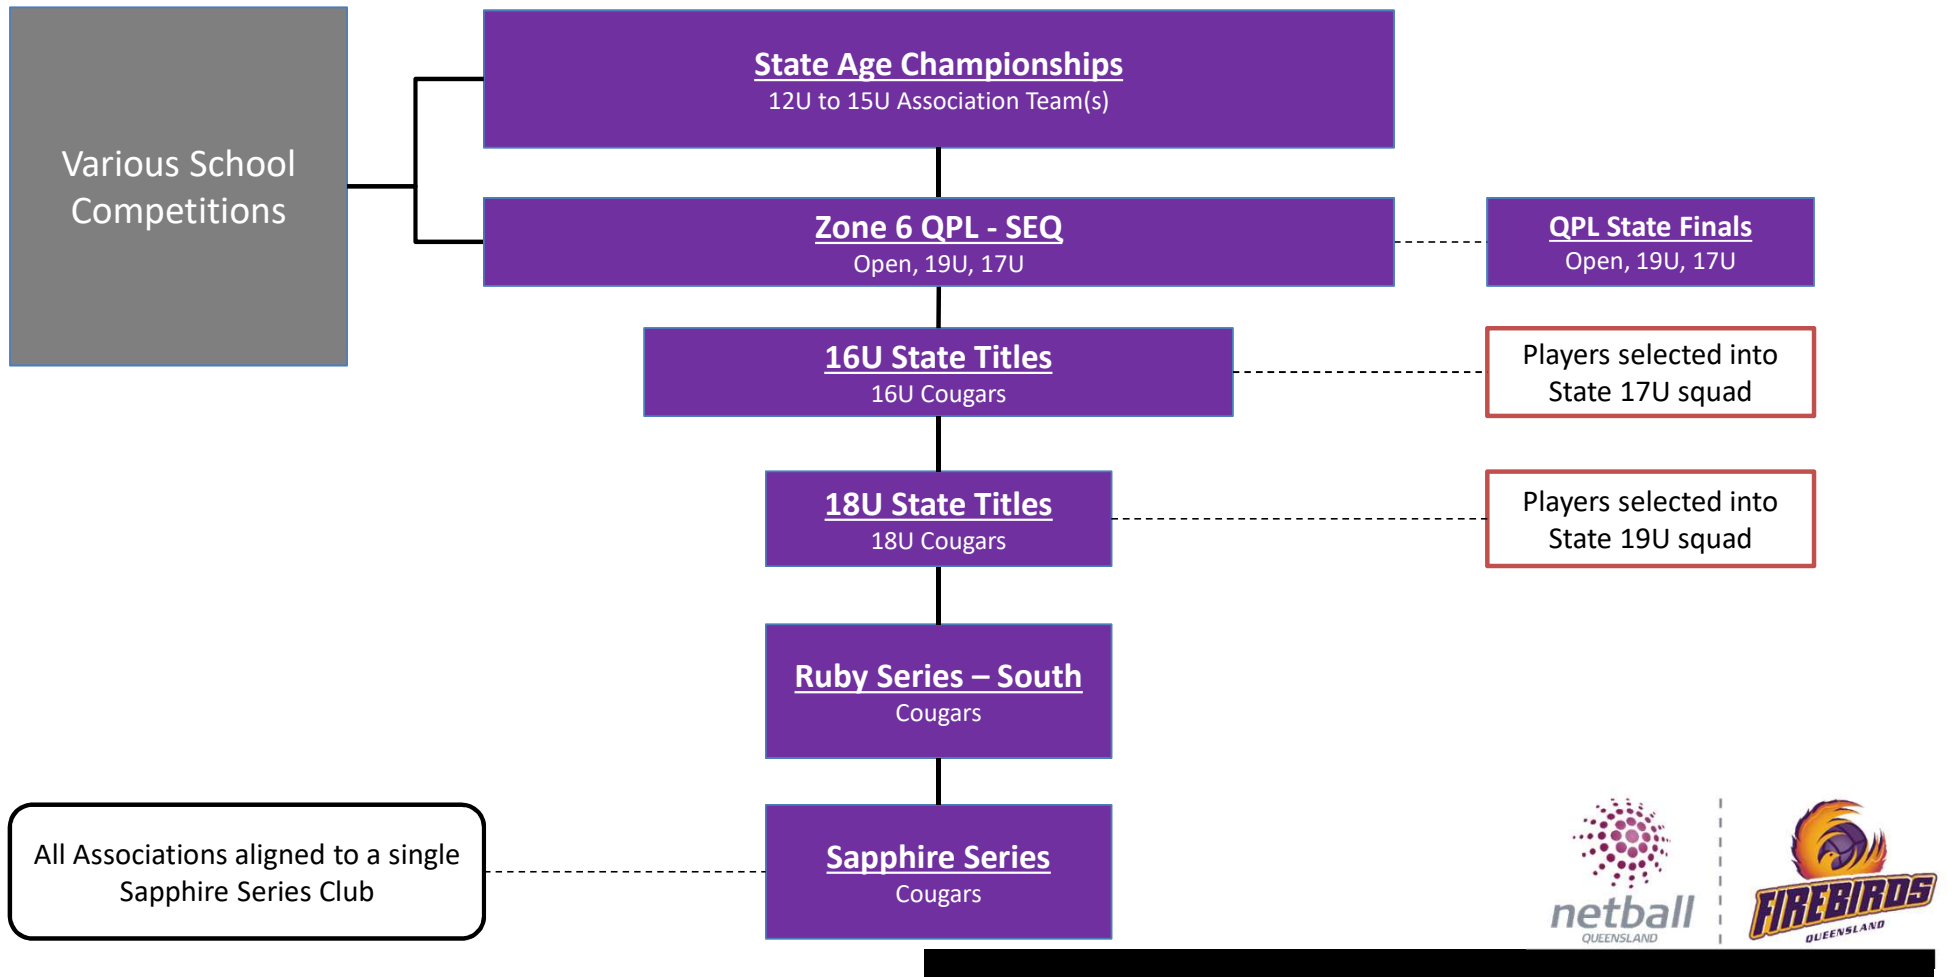 State Age Championships
12U to 15U Association Team(s)
Various School
Competitions
Zone 6 QPL - SEQ
Open, 19U, 17U
QPL State Finals
Open, 19U, 17U
16U State Titles
16U Cougars
Players selected into
State 17U squad
18U State Titles
18U Cougars
Players selected into
State 19U squad
Ruby Series – South
Cougars
All Associations aligned to a single
Sapphire Series Club
Sapphire Series
Cougars
netball
QUEENSLAND
FIREBIRDS
QUEENSLAND